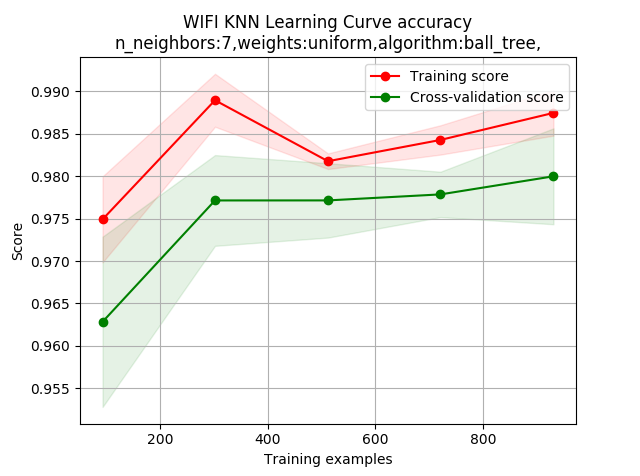 WIFI KNN Learning Curve accuracy
n_neighbors:7,weights:uniform,algorithm:ball_tree,
Training score
Cross-validation score
0.990
0.985
0.980
0.975
0.970
0.965
0.960
0.955
Score
200
400
600
800
Training examples